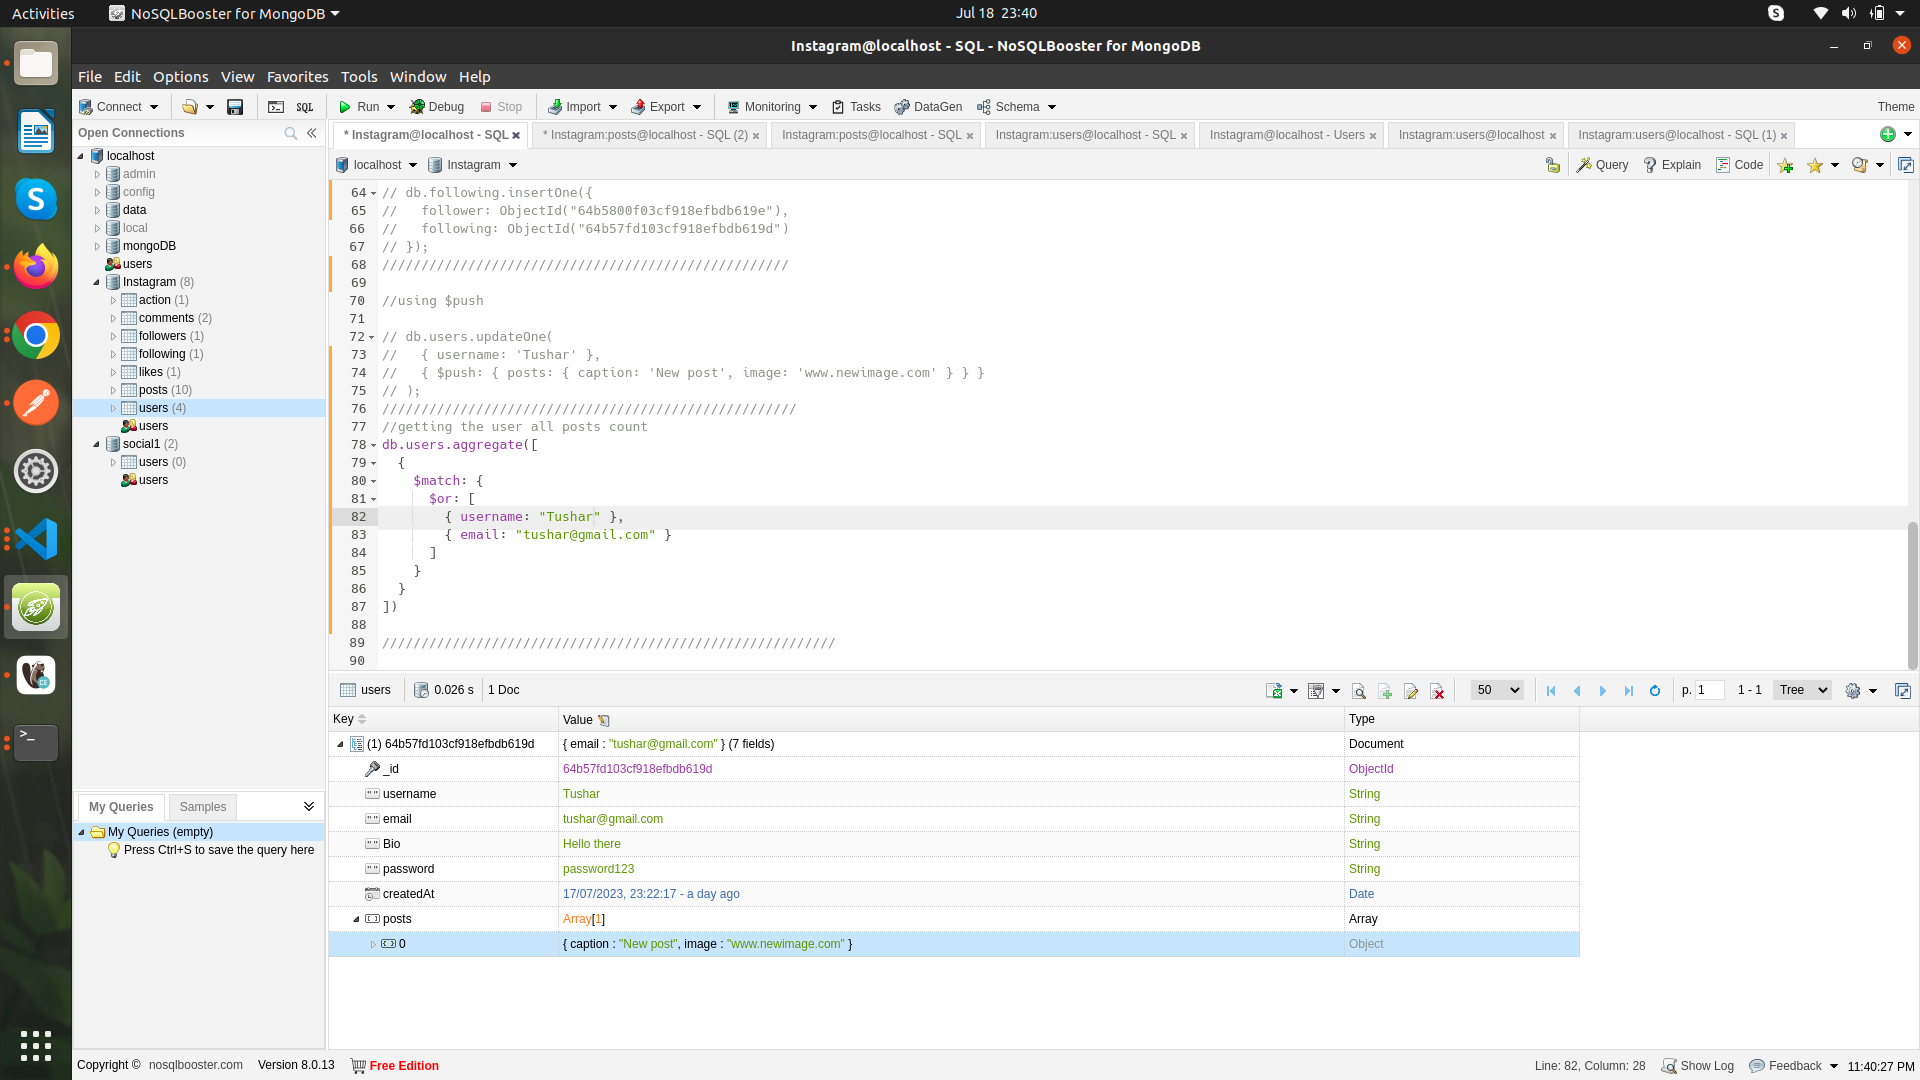 Activities
NoSQLBooster for MongoDB
Jul 18 23:40
Instagram@localhost - SQL - NoSQLBooster for MongoDB
File Edit Options View Favorites Tools Window Help
Connect SQL Run Debug Stop Import Export Monitoring Tasks DataGen Schema Theme
Open Connections
localhost
admin
config
data
local
mongoDB
users
Instagram (8)
action (1)
comments (2)
followers (1)
following (1)
likes (1)
posts (10)
users (4)
users
social1 (2)
users (0)
users
My Queries Samples
My Queries (empty)
Press Ctrl+S to save the query here
* Instagram@localhost - SQL
* Instagram:posts@localhost - SQL (2)
Instagram:posts@localhost - SQL
Instagram:users@localhost - SQL
Instagram@localhost - Users
Instagram:users@localhost
Instagram:users@localhost - SQL (1)
localhost Instagram Query Explain Code
64 // db.following.insertOne({
65 //   follower: ObjectId("64b5800f03cf918efbdb619e"),
66 //   following: ObjectId("64b57fd103cf918efbdb619d")
67 // });
68 ////////////////////////////////////////////////////
69
70 //using $push
71
72 // db.users.updateOne(
73 //   { username: 'Tushar' },
74 //   { $push: { posts: { caption: 'New post', image: 'www.newimage.com' } } }
75 // );
76 /////////////////////////////////////////////////////
77 //getting the user all posts count
78 db.users.aggregate([
79   {
80     $match: {
81       $or: [
82         { username: "Tushar" },
83         { email: "tushar@gmail.com" }
84       ]
85     }
86   }
87 ])
88
89 //////////////////////////////////////////////////////////
90
users 0.026 s 1 Doc 50 p. 1 1 - 1 Tree
Key Value Type
(1) 64b57fd103cf918efbdb619d { email : "tushar@gmail.com" } (7 fields) Document
_id 64b57fd103cf918efbdb619d ObjectId
username Tushar String
email tushar@gmail.com String
Bio Hello there String
password password123 String
createdAt 17/07/2023, 23:22:17 - a day ago Date
posts Array[1] Array
0 { caption : "New post", image : "www.newimage.com" } Object
Copyright © nosqlbooster.com Version 8.0.13 Free Edition Line: 82, Column: 28 Show Log Feedback 11:40:27 PM